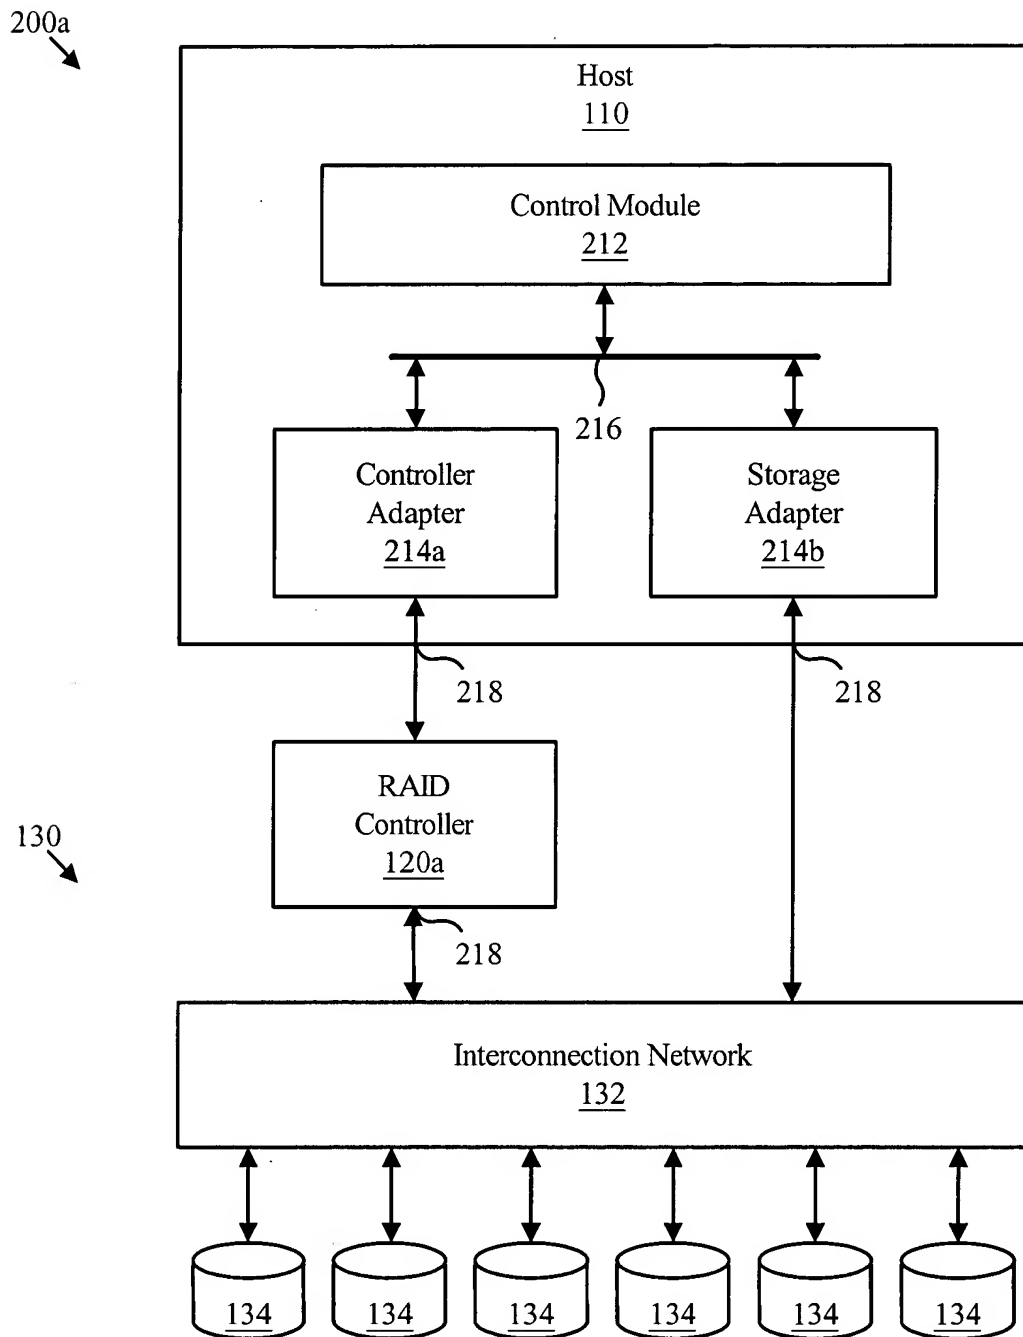 200a
Host
110
Control Module
212
216
Controller
Adapter
214a
Storage
Adapter
214b
218
218
RAID
Controller
120a
130
218
Interconnection Network
132
134
134
134
134
134
134